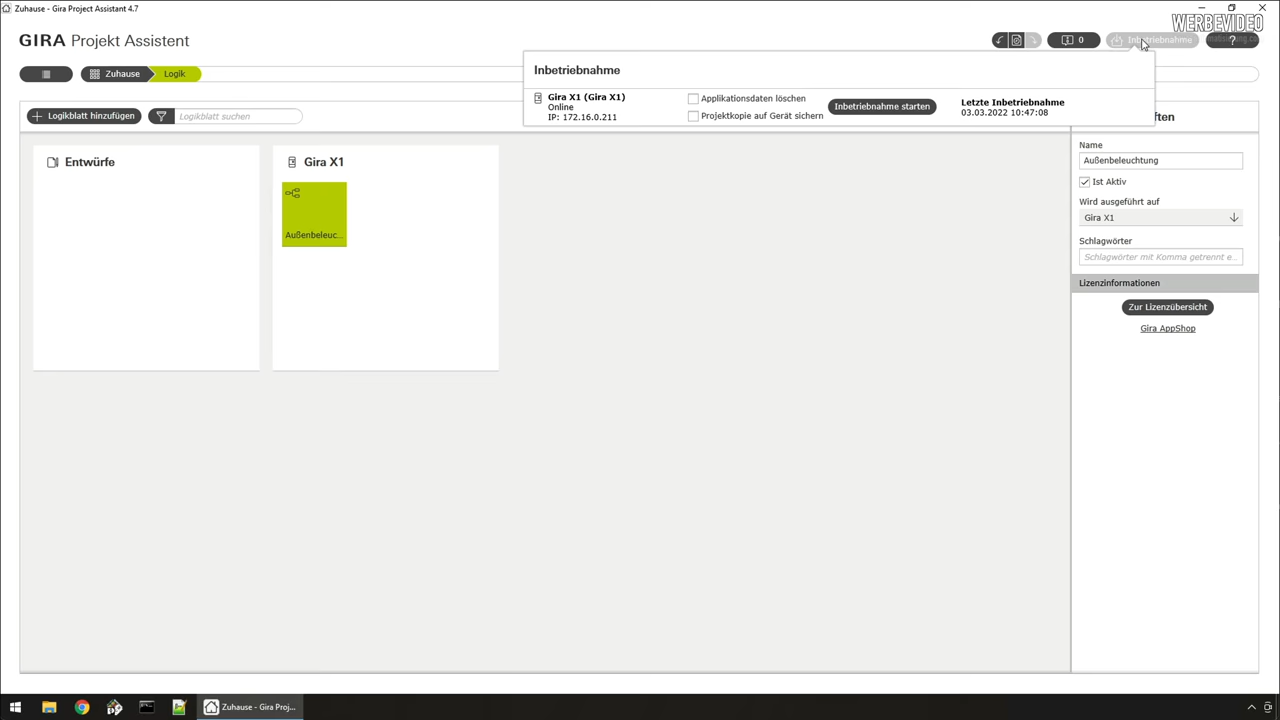 Zuhause - Gira Project Assistant 4.7
WERBEVIDEO
GIRA Projekt Assistent
0
Inbetriebnahme
?
Zuhause
Logik
Inbetriebnahme
Gira X1 (Gira X1)
Online
IP: 172.16.0.211
Applikationsdaten löschen
Projektkopie auf Gerät sichern
Inbetriebnahme starten
Letzte Inbetriebnahme
03.03.2022 10:47:08
Logikblatt hinzufügen
Logikblatt suchen
Entwürfe
Gira X1
Außenbeleuc...
Name
Außenbeleuchtung
Ist Aktiv
Wird ausgeführt auf
Gira X1
Schlagwörter
Schlagwörter mit Komma getrennt e...
Lizenzinformationen
Zur Lizenzübersicht
Gira AppShop
Zuhause - Gira Proj...